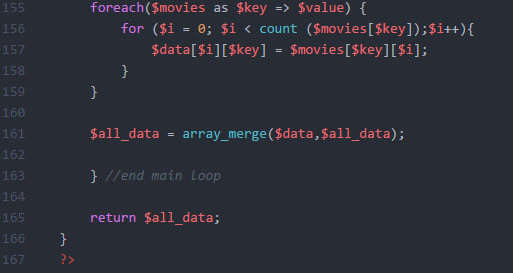 155 foreach($movies as $key => $value) {
156 for ($i = 0; $i < count ($movies[$key]);$i++){
157 $data[$i][$key] = $movies[$key][$i];
158 }
159 }
160
161 $all_data = array_merge($data,$all_data);
162
163 } //end main loop
164
165 return $all_data;
166 }
167 ?>